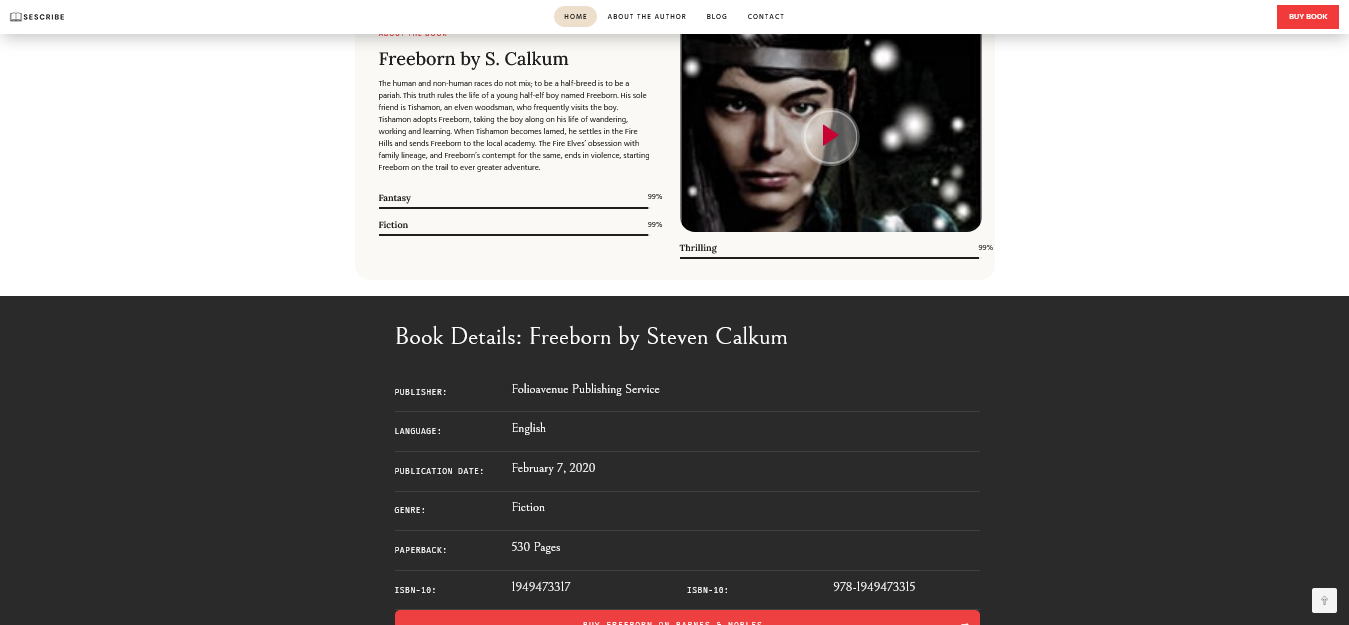 SESCRIBE
HOME
ABOUT THE AUTHOR
BLOG
CONTACT
BUY BOOK
ABOUT THE BOOK
Freeborn by S. Calkum
The human and non-human races do not mix; to be a half-breed is to be a
pariah. This truth rules the life of a young half-elf boy named Freeborn. His sole
friend is Tishamon, an elven woodsman, who frequently visits the boy.
Tishamon adopts Freeborn, taking the boy along on his life of wandering,
working and learning. When Tishamon becomes lamed, he settles in the Fire
Hills and sends Freeborn to the local academy. The Fire Elves' obsession with
family lineage, and Freeborn's contempt for the same, ends in violence, starting
Freeborn on the trail to ever greater adventure.
Fantasy 99%
Fiction 99%
Thrilling 99%
Book Details: Freeborn by Steven Calkum
PUBLISHER: Folioavenue Publishing Service
LANGUAGE: English
PUBLICATION DATE: February 7, 2020
GENRE: Fiction
PAPERBACK: 530 Pages
ISBN-10: 1949473317 ISBN-10: 978-1949473315
BUY FREEBORN ON BARNES & NOBLES